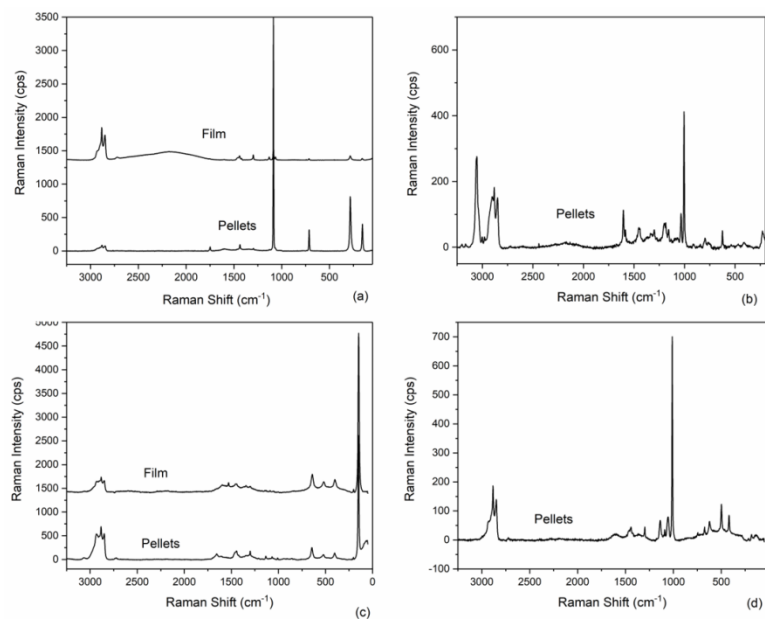 3500
3000
2500
2000
1500
1000
500
0
Raman Intensity (cps)
Film
Pellets
3000 2500 2000 1500 1000 500
Raman Shift (cm⁻¹)
(a)
600
400
200
0
Raman Intensity (cps)
Pellets
3000 2500 2000 1500 1000 500
Raman Shift (cm⁻¹)
(b)
5000
4500
4000
3500
3000
2500
2000
1500
1000
500
0
Raman Intensity (cps)
Film
Pellets
3000 2500 2000 1500 1000 500 0
Raman Shift (cm⁻¹)
(c)
700
600
500
400
300
200
100
0
-100
Raman Intensity (cps)
Pellets
3000 2500 2000 1500 1000 500
Raman Shift (cm⁻¹)
(d)